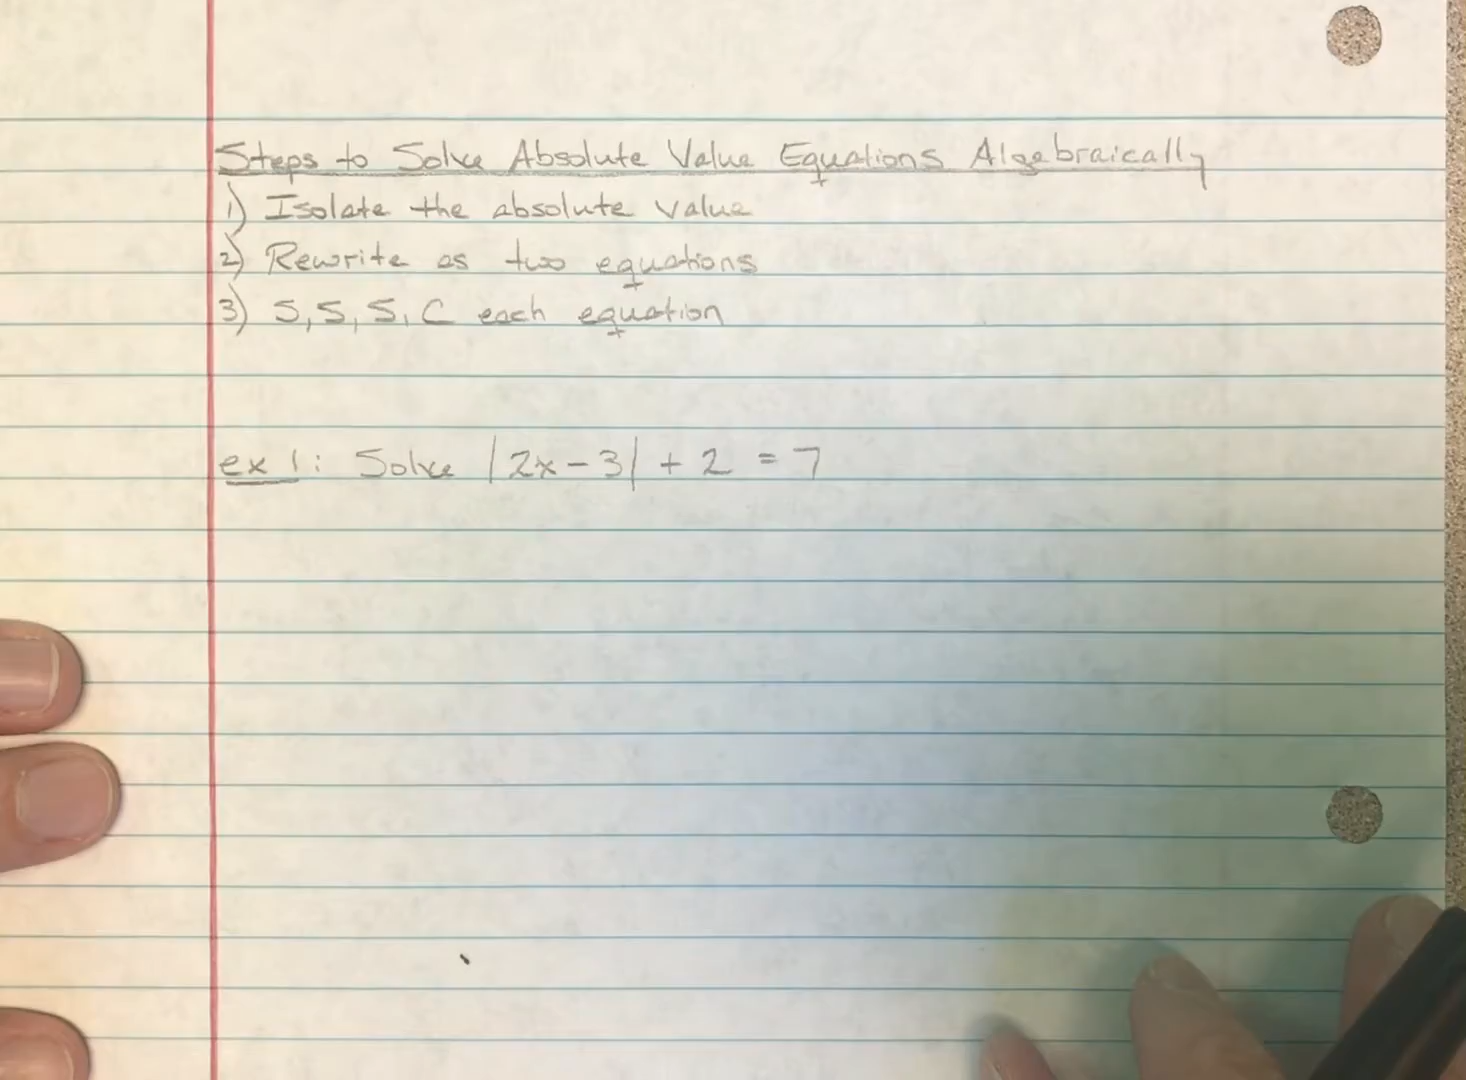 Steps to Solve Absolute Value Equations Algebraically
1) Isolate the absolute value
2) Rewrite as two equations
3) S, S, S, C each equation
ex 1: Solve |2x - 3| + 2 = 7